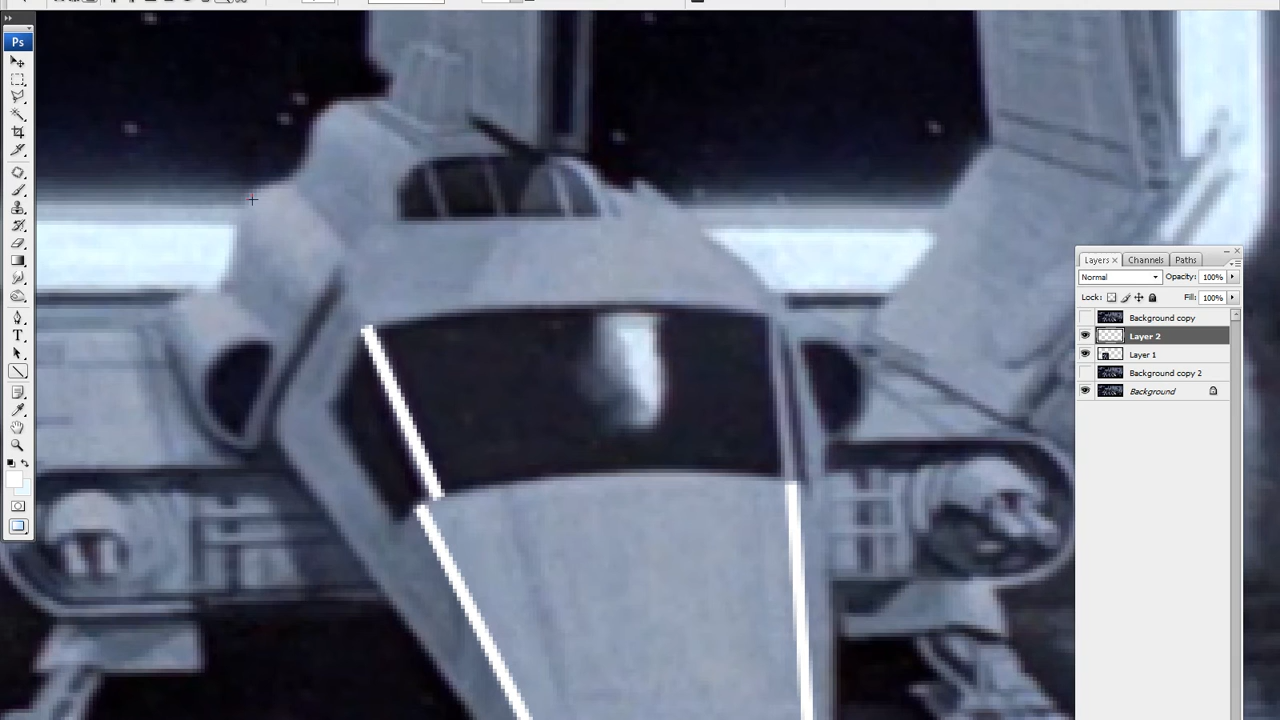 Ps
Layers × Channels Paths
Normal Opacity: 100%
Lock: Fill: 100%
Background copy
Layer 2
Layer 1
Background copy 2
Background
T